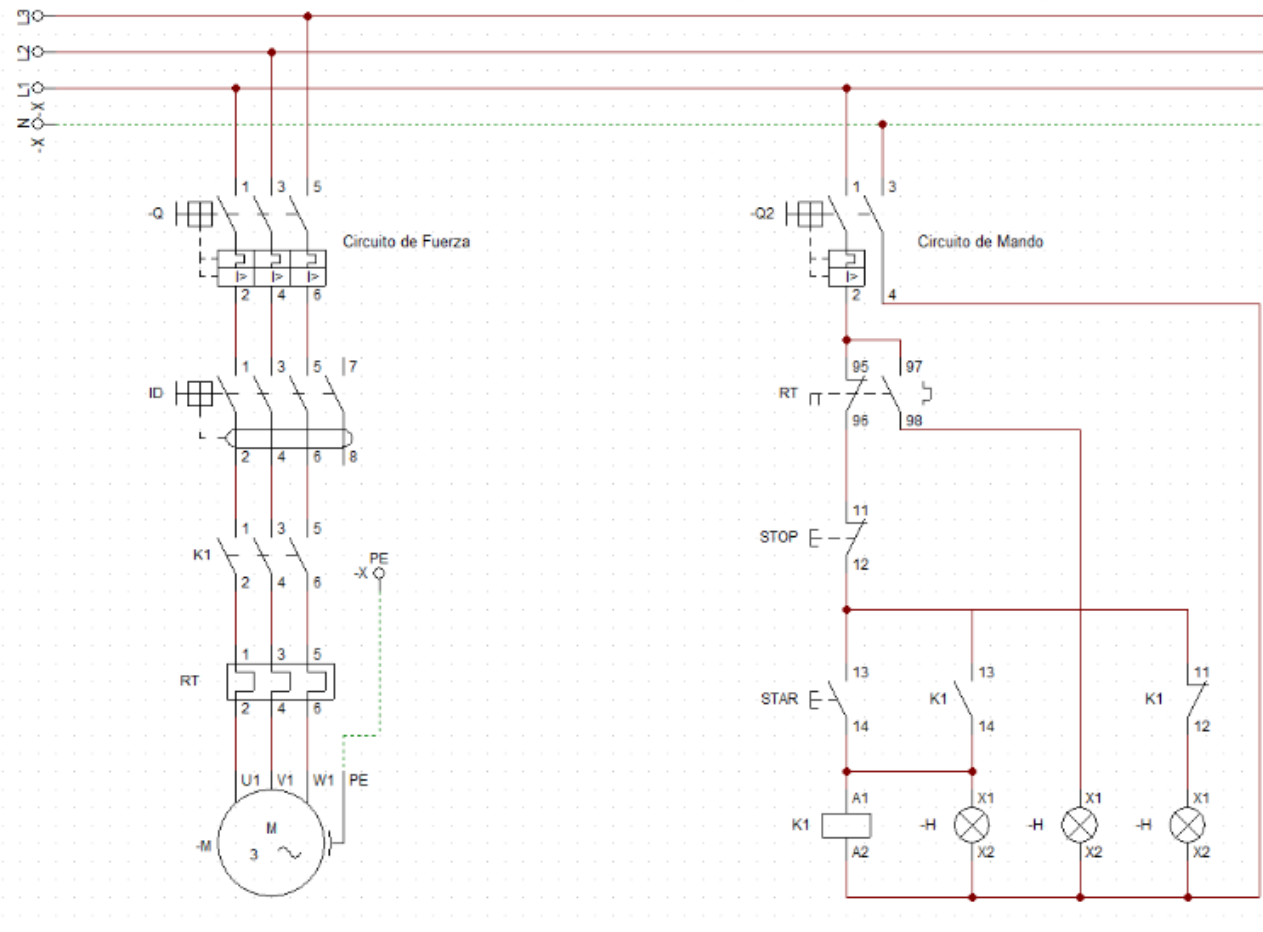 L3
L2
L1
-X
N
-X
1 3 5
-Q
Circuito de Fuerza
I> I> I>
2 4 6
1 3 5 7
ID
2 4 6 8
1 3 5
K1
2 4 6
PE
-X
1 3 5
RT
2 4 6
U1 V1 W1 PE
M
3
-M
1 3
-Q2
Circuito de Mando
I>
2 4
95 97
RT
96 98
11
STOP
12
13 13 11
STAR K1 K1
14 14 12
A1 X1 X1 X1
K1 -H -H -H
A2 X2 X2 X2